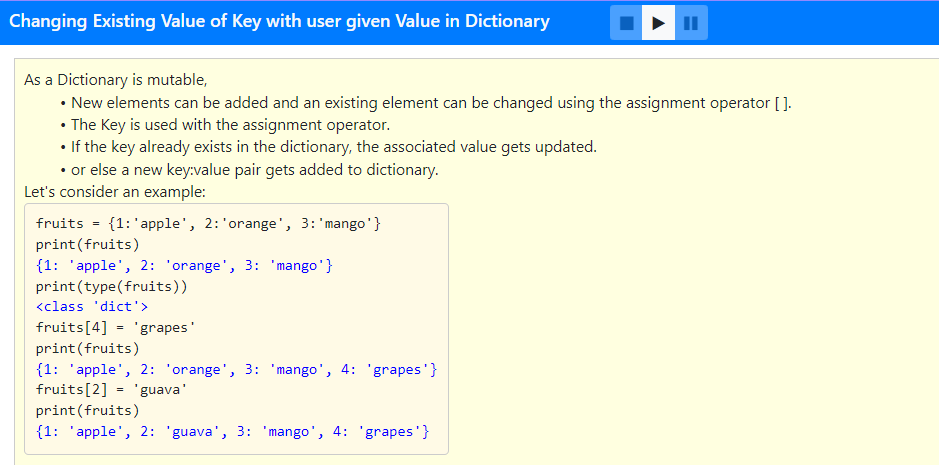 Changing Existing Value of Key with user given Value in Dictionary
As a Dictionary is mutable,
• New elements can be added and an existing element can be changed using the assignment operator [ ].
• The Key is used with the assignment operator.
• If the key already exists in the dictionary, the associated value gets updated.
• or else a new key:value pair gets added to dictionary.
Let's consider an example:
fruits = {1:'apple', 2:'orange', 3:'mango'}
print(fruits)
{1: 'apple', 2: 'orange', 3: 'mango'}
print(type(fruits))
<class 'dict'>
fruits[4] = 'grapes'
print(fruits)
{1: 'apple', 2: 'orange', 3: 'mango', 4: 'grapes'}
fruits[2] = 'guava'
print(fruits)
{1: 'apple', 2: 'guava', 3: 'mango', 4: 'grapes'}